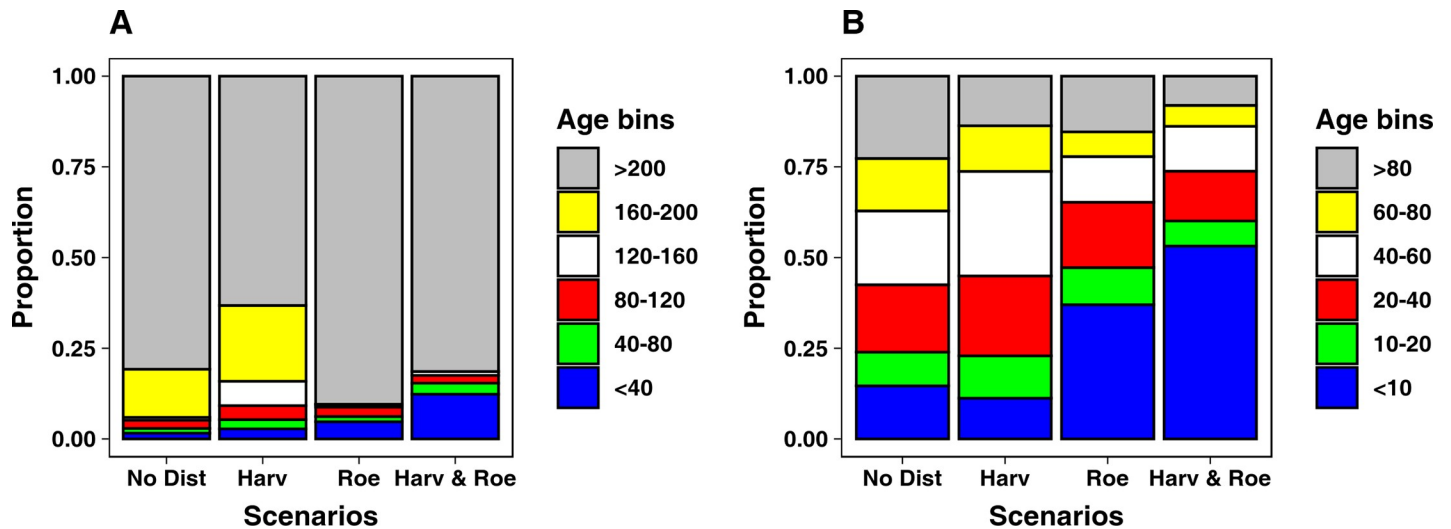 A
Proportion
1.00
0.75
0.50
0.25
0.00
No Dist Harv Roe Harv & Roe
Scenarios
Age bins
>200
160-200
120-160
80-120
40-80
<40
B
Proportion
1.00
0.75
0.50
0.25
0.00
No Dist Harv Roe Harv & Roe
Scenarios
Age bins
>80
60-80
40-60
20-40
10-20
<10